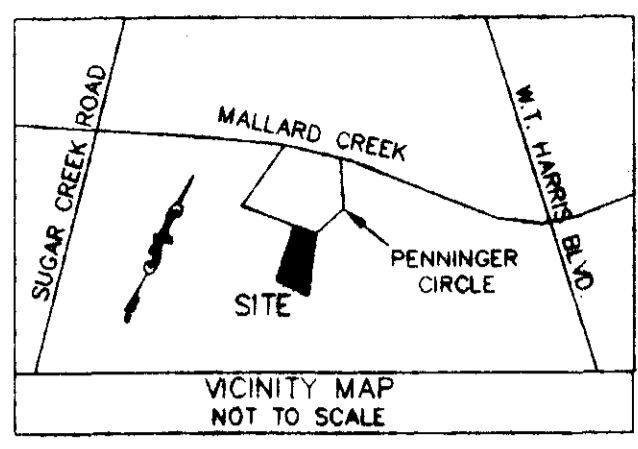 SUGAR CREEK ROAD
MALLARD CREEK
W.T. HARRIS BLVD.
PENNINGER
CIRCLE
SITE
VICINITY MAP
NOT TO SCALE